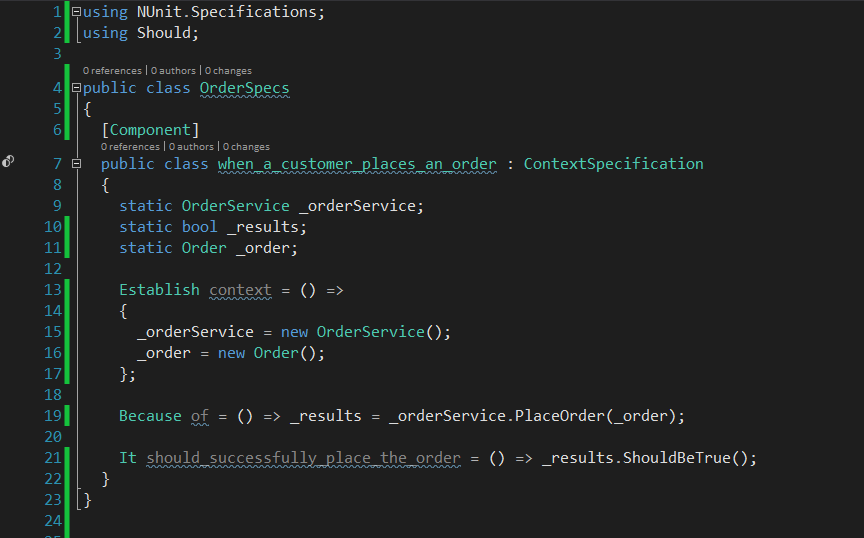 1 using NUnit.Specifications;
2 using Should;
3
0 references | 0 authors | 0 changes
4 public class OrderSpecs
5 {
6 [Component]
0 references | 0 authors | 0 changes
7 public class when_a_customer_places_an_order : ContextSpecification
8 {
9 static OrderService _orderService;
10 static bool _results;
11 static Order _order;
12
13 Establish context = () =>
14 {
15 _orderService = new OrderService();
16 _order = new Order();
17 };
18
19 Because of = () => _results = _orderService.PlaceOrder(_order);
20
21 It should_successfully_place_the_order = () => _results.ShouldBeTrue();
22 }
23 }
24